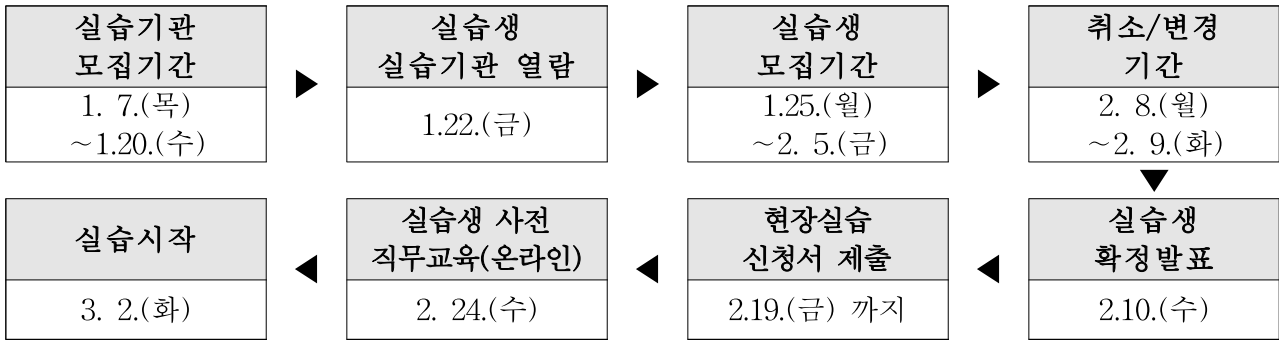 실습기관
모집기간
1. 7.(목)
~1.20.(수)
▶
실습생
실습기관 열람
1.22.(금)
▶
실습생
모집기간
1.25.(월)
~2. 5.(금)
▶
취소/변경
기간
2. 8.(월)
~2. 9.(화)
▼
실습생
확정발표
2.10.(수)
◀
현장실습
신청서 제출
2.19.(금) 까지
◀
실습생 사전
직무교육(온라인)
2. 24.(수)
◀
실습시작
3. 2.(화)